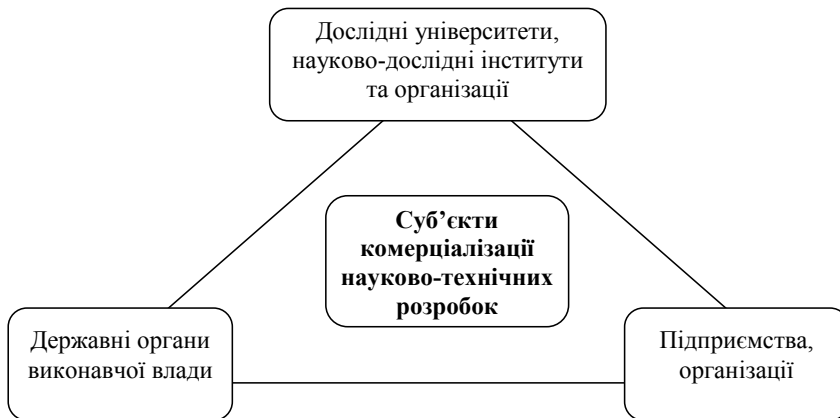 Дослідні університети,
науково-дослідні інститути
та організації
Суб’єкти
комерціалізації
науково-технічних
розробок
Державні органи
виконавчої влади
Підприємства,
організації